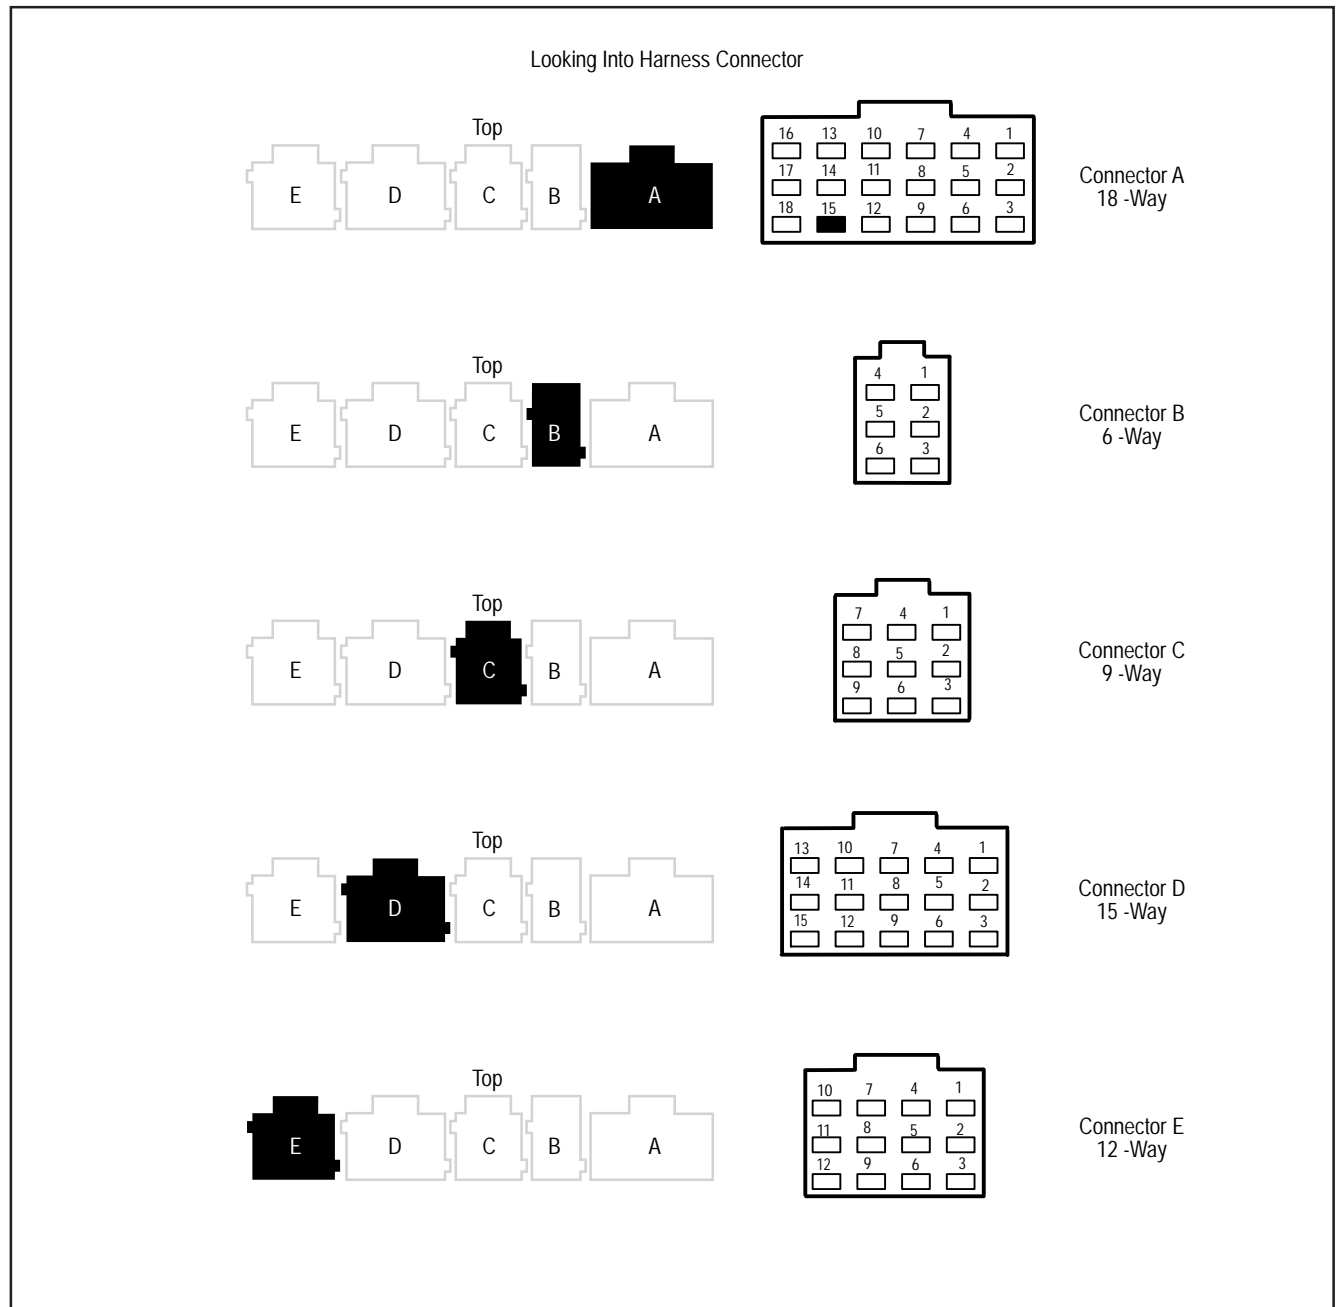 Looking Into Harness Connector
Top
E D C B A
16 13 10 7 4 1
17 14 11 8 5 2
18 15 12 9 6 3
Connector A
18 -Way
Top
E D C B A
4 1
5 2
6 3
Connector B
6 -Way
Top
E D C B A
7 4 1
8 5 2
9 6 3
Connector C
9 -Way
Top
E D C B A
13 10 7 4 1
14 11 8 5 2
15 12 9 6 3
Connector D
15 -Way
Top
E D C B A
10 7 4 1
11 8 5 2
12 9 6 3
Connector E
12 -Way